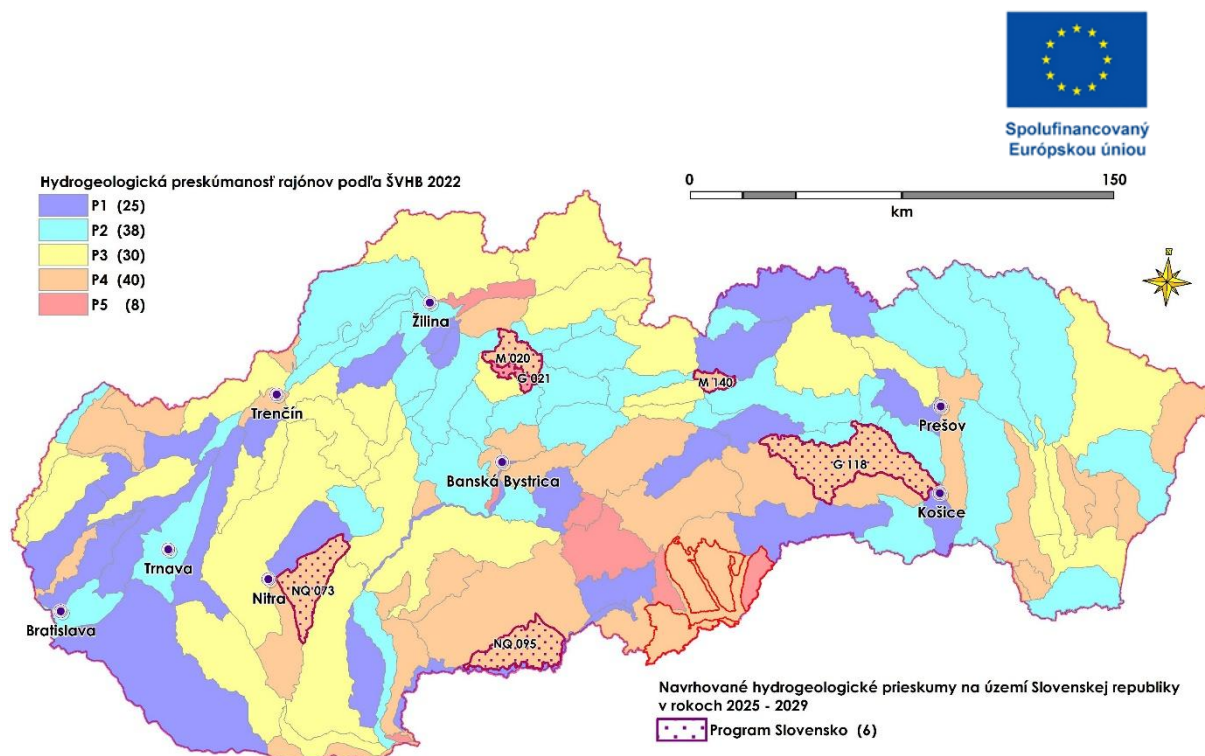 Spolufinancovaný
Európskou úniou
Hydrogeologická preskúmanosť rajónov podľa ŠVHB 2022
P1 (25)
P2 (38)
P3 (30)
P4 (40)
P5 (8)
0 150
km
Žilina
M 020
G 021
M 140
Trenčín
Prešov
Banská Bystrica
G 118
Košice
Trnava
Nitra
NQ 073
Bratislava
NQ 095
Navrhované hydrogeologické prieskumy na území Slovenskej republiky
v rokoch 2025 - 2029
Program Slovensko (6)